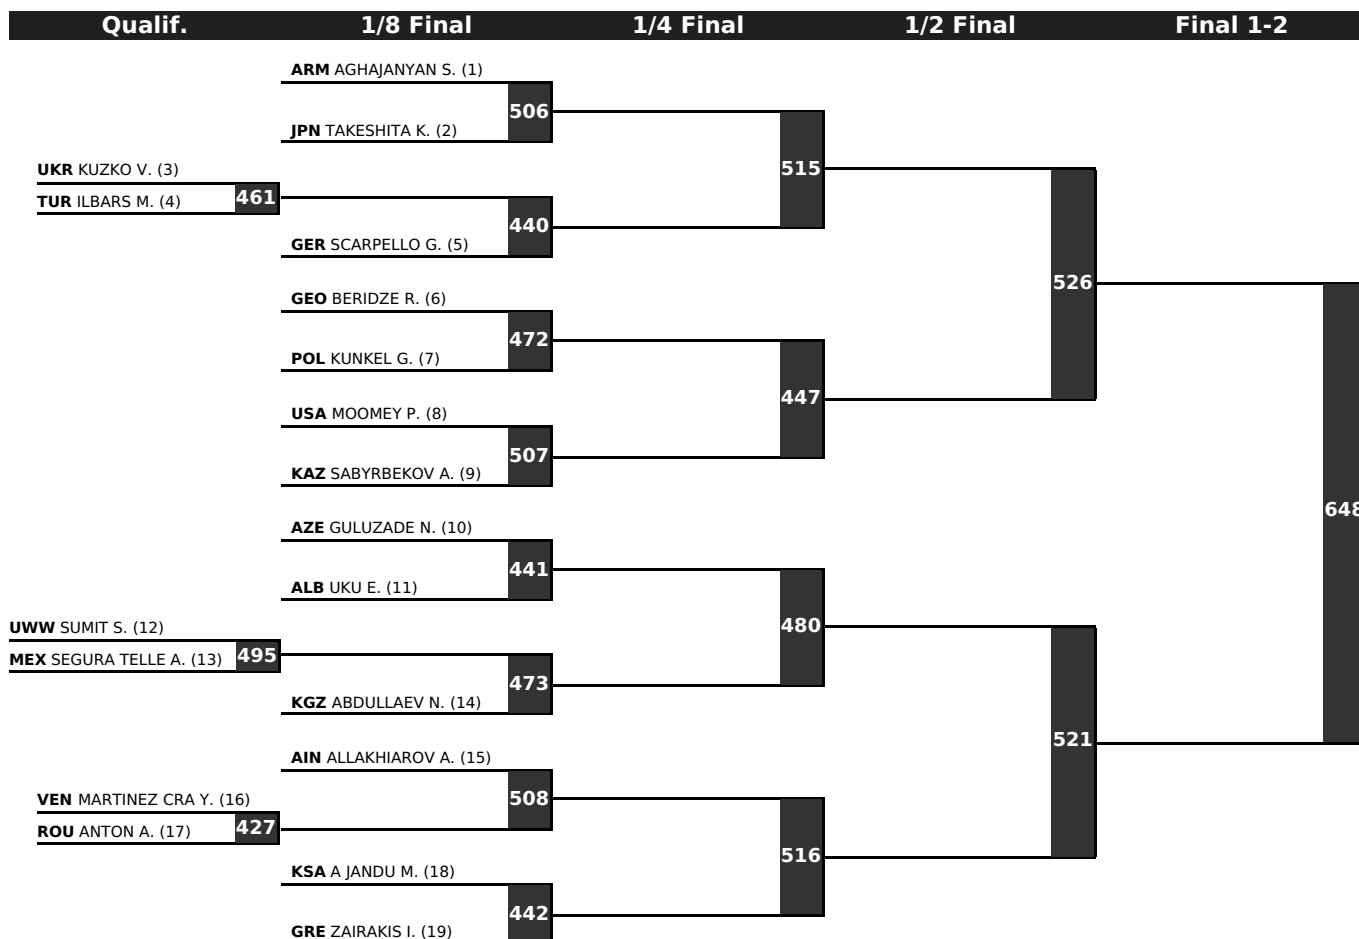 Qualif. 1/8 Final 1/4 Final 1/2 Final Final 1-2
ARM AGHAJANYAN S. (1)
506
JPN TAKESHITA K. (2)
UKR KUZKO V. (3)
515
461
TUR ILBARS M. (4)
440
GER SCARPELLO G. (5)
526
GEO BERIDZE R. (6)
472
POL KUNKEL G. (7)
447
USA MOOMEY P. (8)
507
KAZ SABYRBEKOV A. (9)
648
AZE GULUZADE N. (10)
441
ALB UKU E. (11)
480
UWW SUMIT S. (12)
495
MEX SEGURA TELLE A. (13)
473
KGZ ABDULLAEV N. (14)
521
AIN ALLAKHIAROV A. (15)
508
VEN MARTINEZ CRA Y. (16)
427
ROU ANTON A. (17)
516
KSA A JANDU M. (18)
442
GRE ZAIRAKIS I. (19)